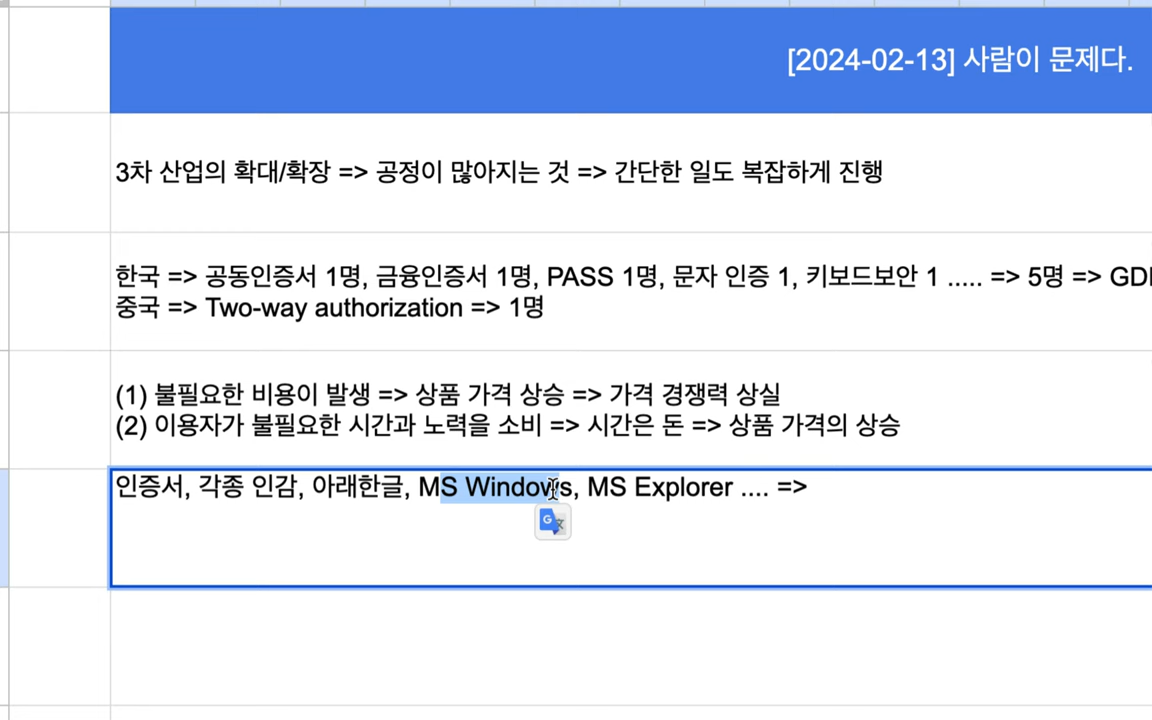 [2024-02-13] 사람이 문제다.
3차 산업의 확대/확장 => 공정이 많아지는 것 => 간단한 일도 복잡하게 진행
한국 => 공동인증서 1명, 금융인증서 1명, PASS 1명, 문자 인증 1, 키보드보안 1 ..... => 5명 =>
중국 => Two-way authorization => 1명
(1) 불필요한 비용이 발생 => 상품 가격 상승 => 가격 경쟁력 상실
(2) 이용자가 불필요한 시간과 노력을 소비 => 시간은 돈 => 상품 가격의 상승
인증서, 각종 인감, 아래한글, MS Windows, MS Explorer .... =>